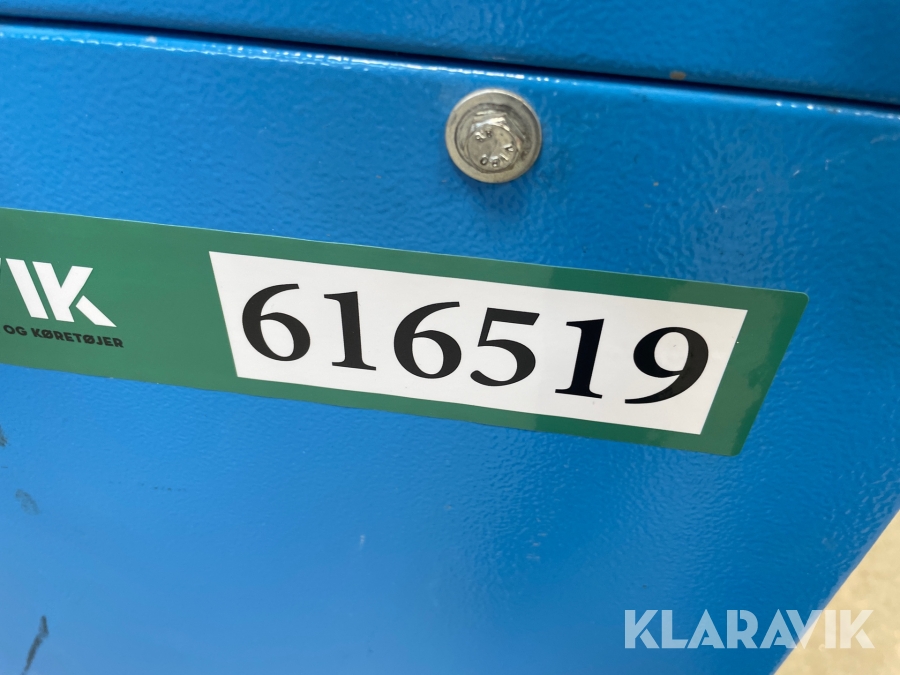 IK
OG KØRETØJER
616519
KLARAVIK